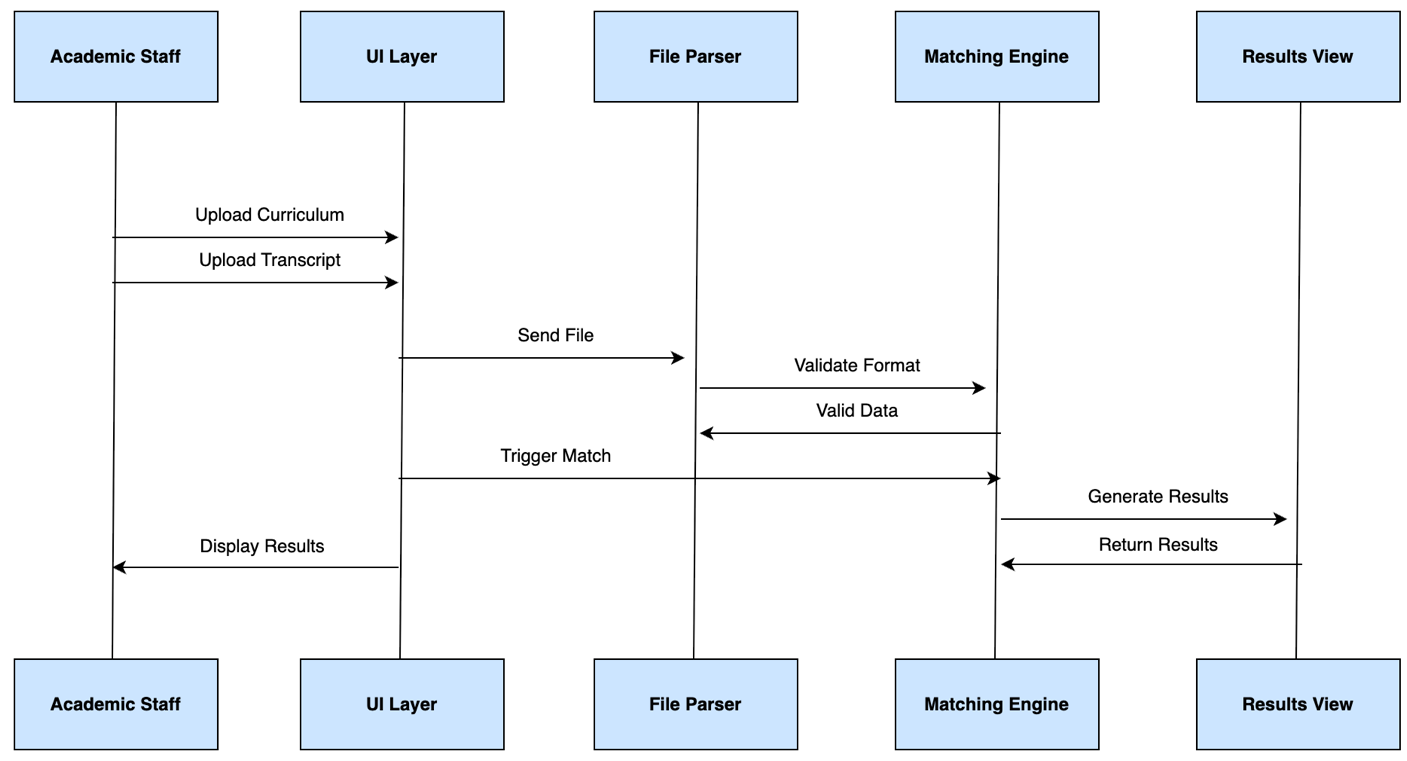 Academic Staff
UI Layer
File Parser
Matching Engine
Results View
Upload Curriculum
Upload Transcript
Send File
Validate Format
Valid Data
Trigger Match
Generate Results
Return Results
Display Results
Academic Staff
UI Layer
File Parser
Matching Engine
Results View